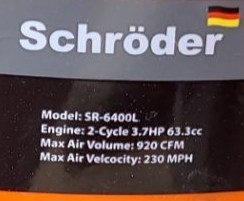 Schröder
Model: SR-6400L
Engine: 2-Cycle 3.7HP 63.3cc
Max Air Volume: 920 CFM
Max Air Velcocity: 230 MPH